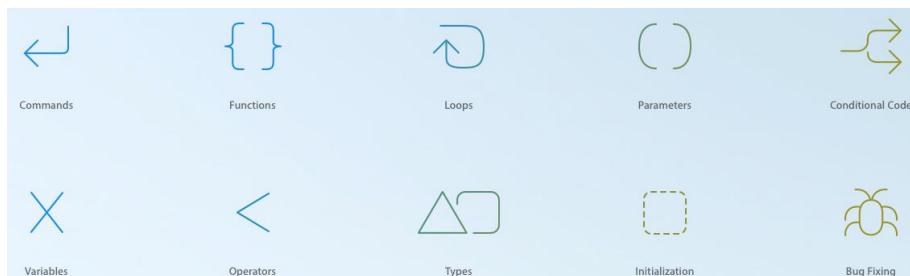 Commands
Functions
Loops
Parameters
Conditional Code
Variables
Operators
Types
Initialization
Bug Fixing